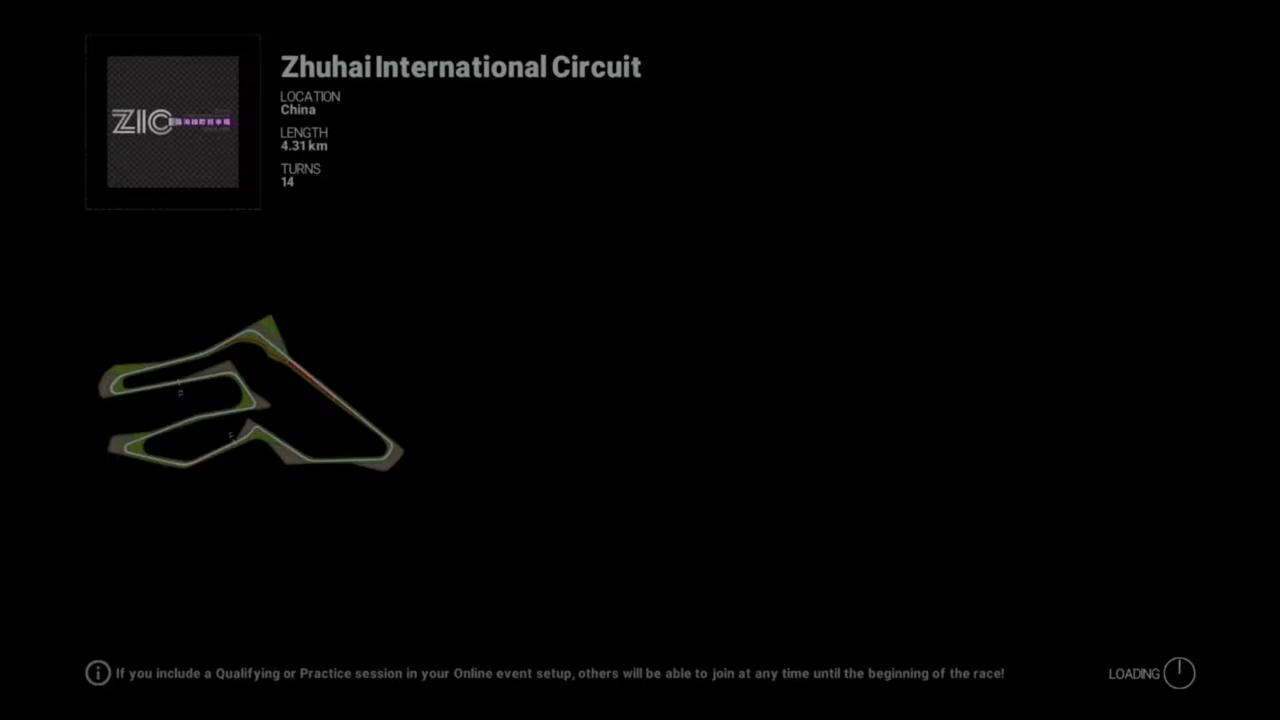 Zhuhai International Circuit
LOCATION
China
LENGTH
4.31 km
TURNS
14
ZIC
If you include a Qualifying or Practice session in your Online event setup, others will be able to join at any time until the beginning of the race!
LOADING